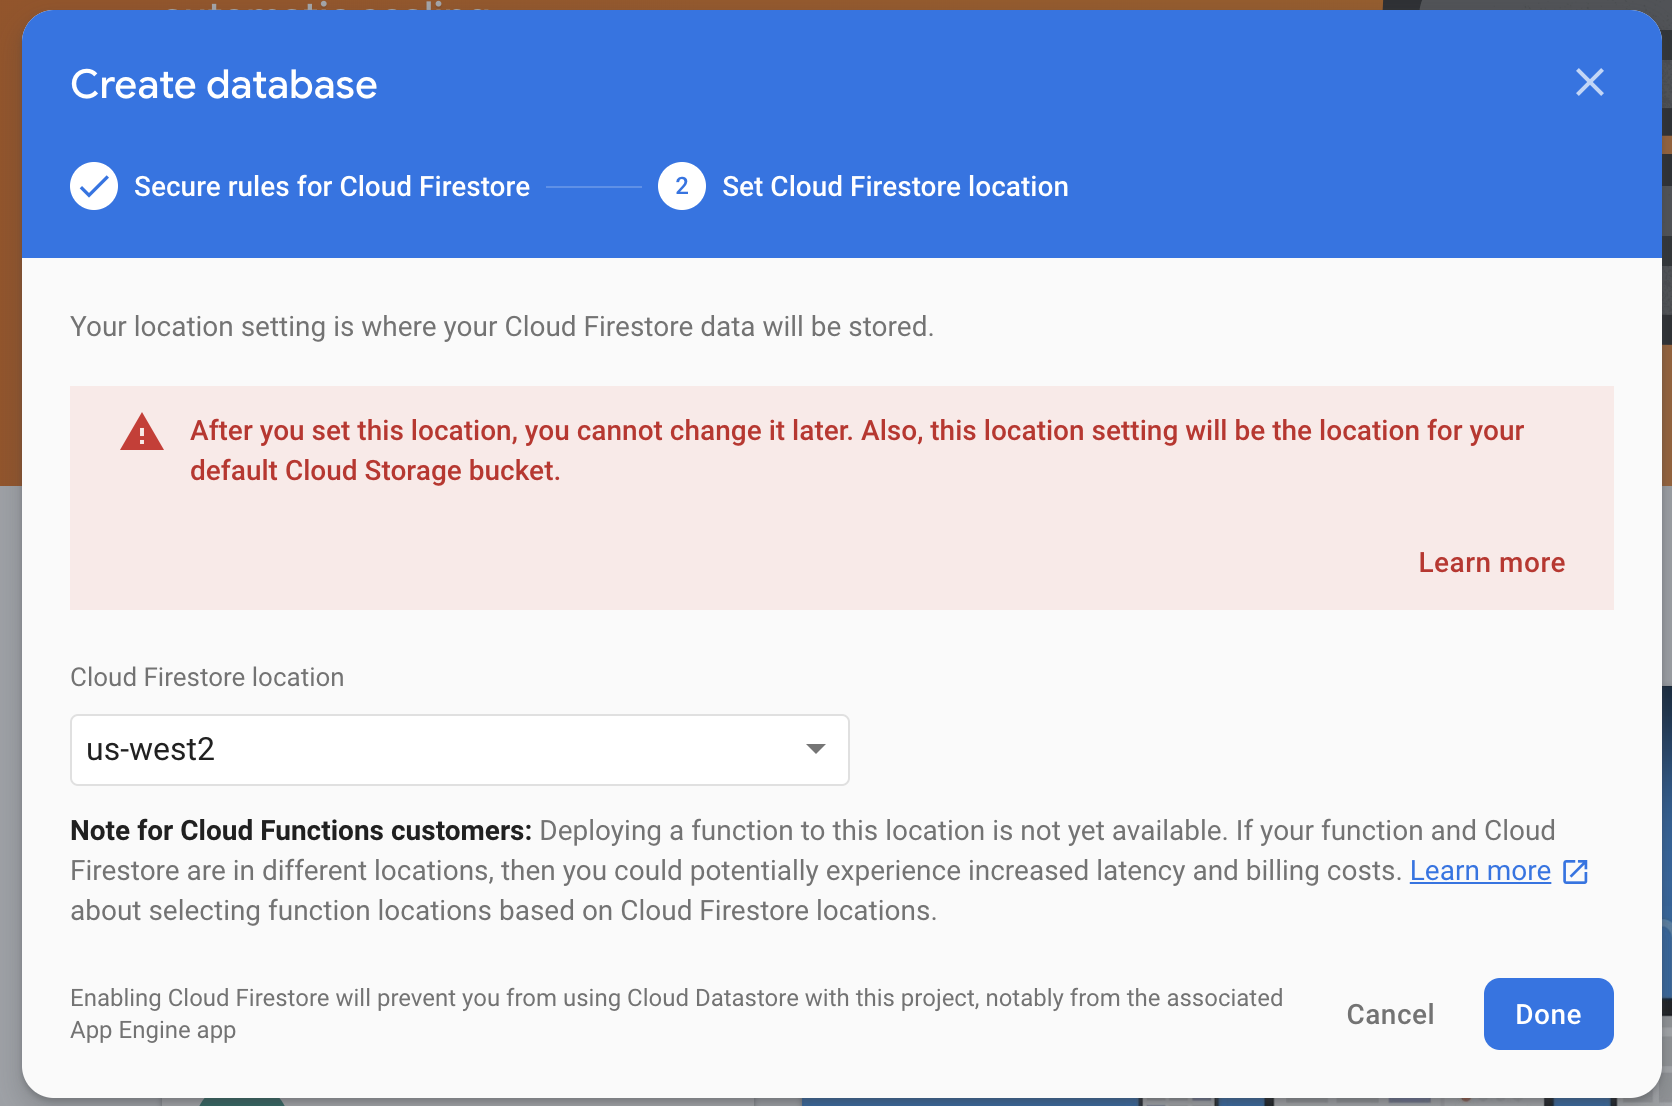 automatic scaling
Create database
Secure rules for Cloud Firestore
2
Set Cloud Firestore location
Your location setting is where your Cloud Firestore data will be stored.
After you set this location, you cannot change it later. Also, this location setting will be the location for your
default Cloud Storage bucket.
Learn more
Cloud Firestore location
us-west2
Note for Cloud Functions customers: Deploying a function to this location is not yet available. If your function and Cloud
Firestore are in different locations, then you could potentially experience increased latency and billing costs. Learn more
about selecting function locations based on Cloud Firestore locations.
Enabling Cloud Firestore will prevent you from using Cloud Datastore with this project, notably from the associated
App Engine app
Cancel
Done